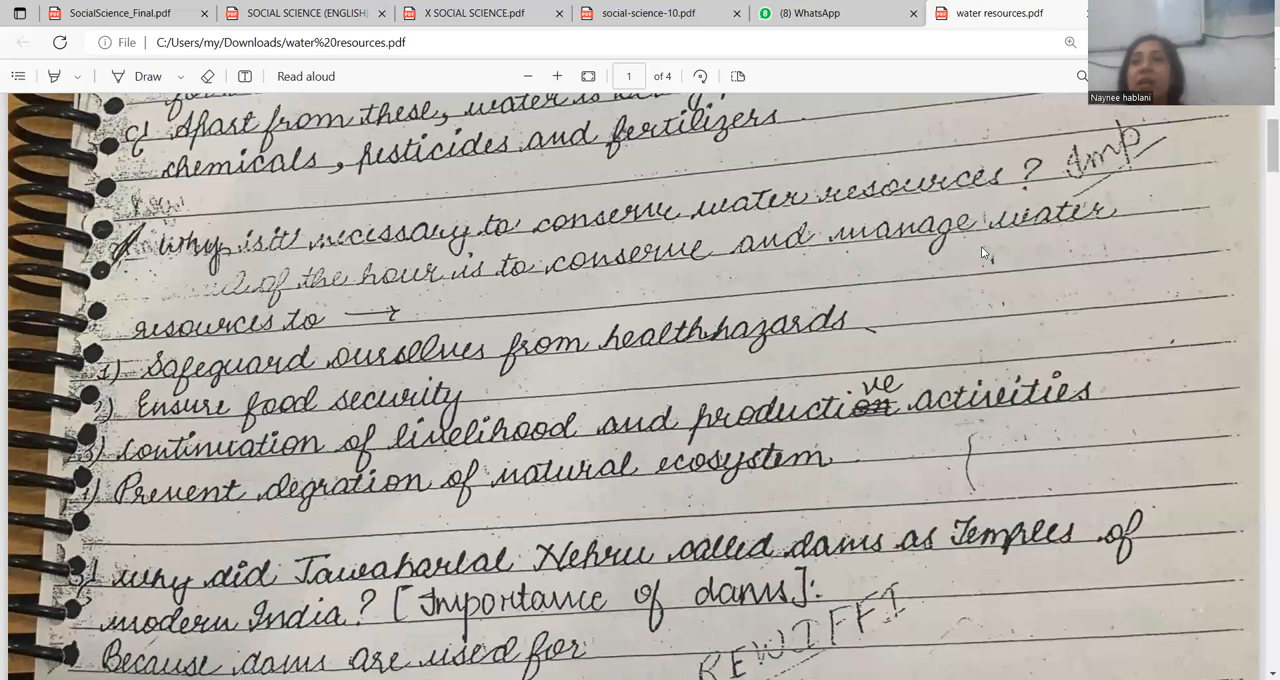 SocialScience_Final.pdf
SOCIAL SCIENCE (ENGLISH)
X SOCIAL SCIENCE.pdf
social-science-10.pdf
(8) WhatsApp
water resources.pdf
File
C:/Users/my/Downloads/water%20resources.pdf
Draw
Read aloud
1 of 4
Naynee hablani
c) Apart from these, water is
chemicals, pesticides and fertilizers
Why is it necessary to conserve water resources? Imp
of the hour is to conserve and manage water
resources to →
1) Safeguard ourselves from health hazards
2) Ensure food security
3) continuation of livelihood and productive activities
4) Prevent degration of natural ecosystem
3) Why did Jawaharlal Nehru called dams as Temples of
modern India? [Importance of dams]:
Because dams are used for
REWIFFI